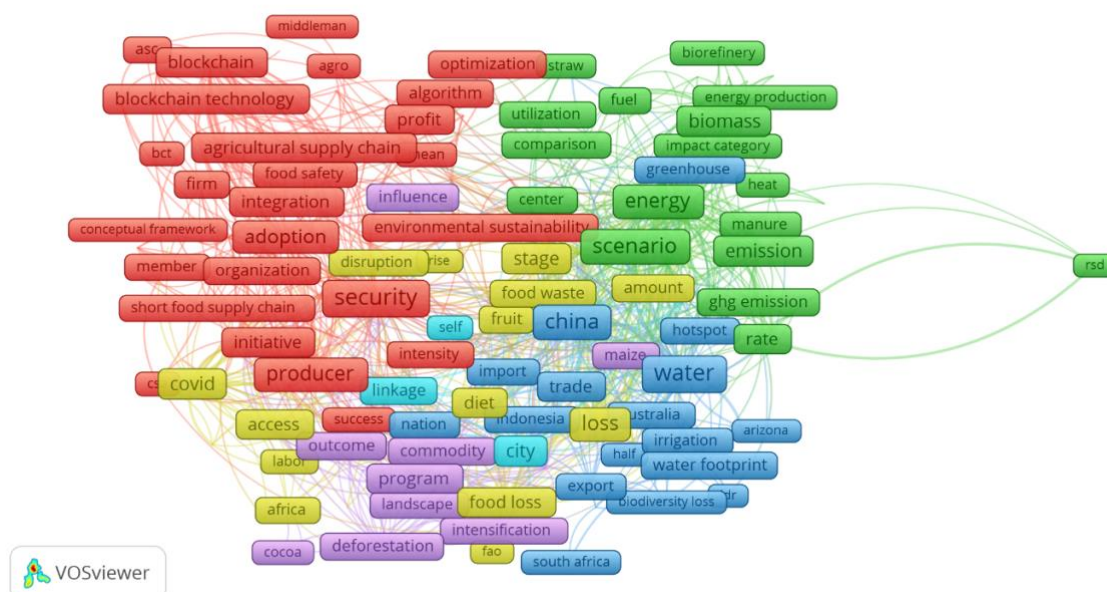 middleman
asc
blockchain
agro
optimization
straw
biorefinery
blockchain technology
algorithm
fuel
energy production
profit
utilization
biomass
agricultural supply chain
comparison
impact category
bct
mean
food safety
greenhouse
firm
integration
influence
center
energy
heat
conceptual framework
environmental sustainability
manure
adoption
scenario
emission
member
organization
disruption
rise
stage
rsd
short food supply chain
security
food waste
amount
ghg emission
fruit
china
self
hotspot
initiative
intensity
maize
rate
covid
producer
import
trade
water
linkage
diet
access
success
nation
indonesia
loss
australia
arizona
outcome
commodity
city
irrigation
labor
half
water footprint
program
export
africa
landscape
food loss
biodiversity loss
intensification
cocoa
deforestation
fao
south africa
VOSviewer